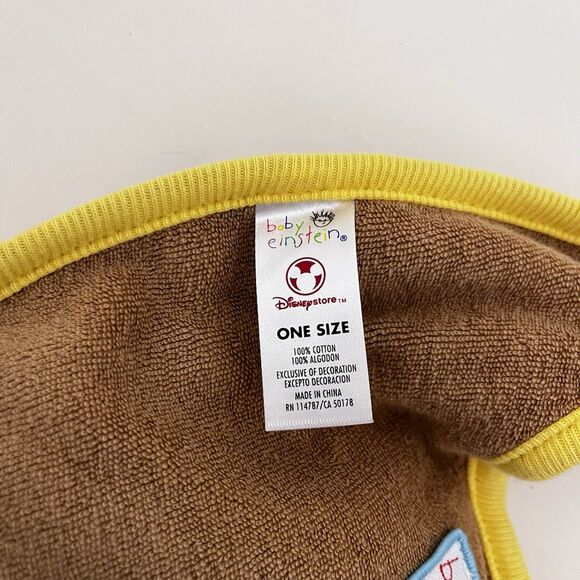 baby
einstein®
DISNEYstore™
ONE SIZE
100% COTTON
100% ALGODON
EXCLUSIVE OF DECORATION
EXCEPTO DECORACION
MADE IN CHINA
RN 114787/CA 50178